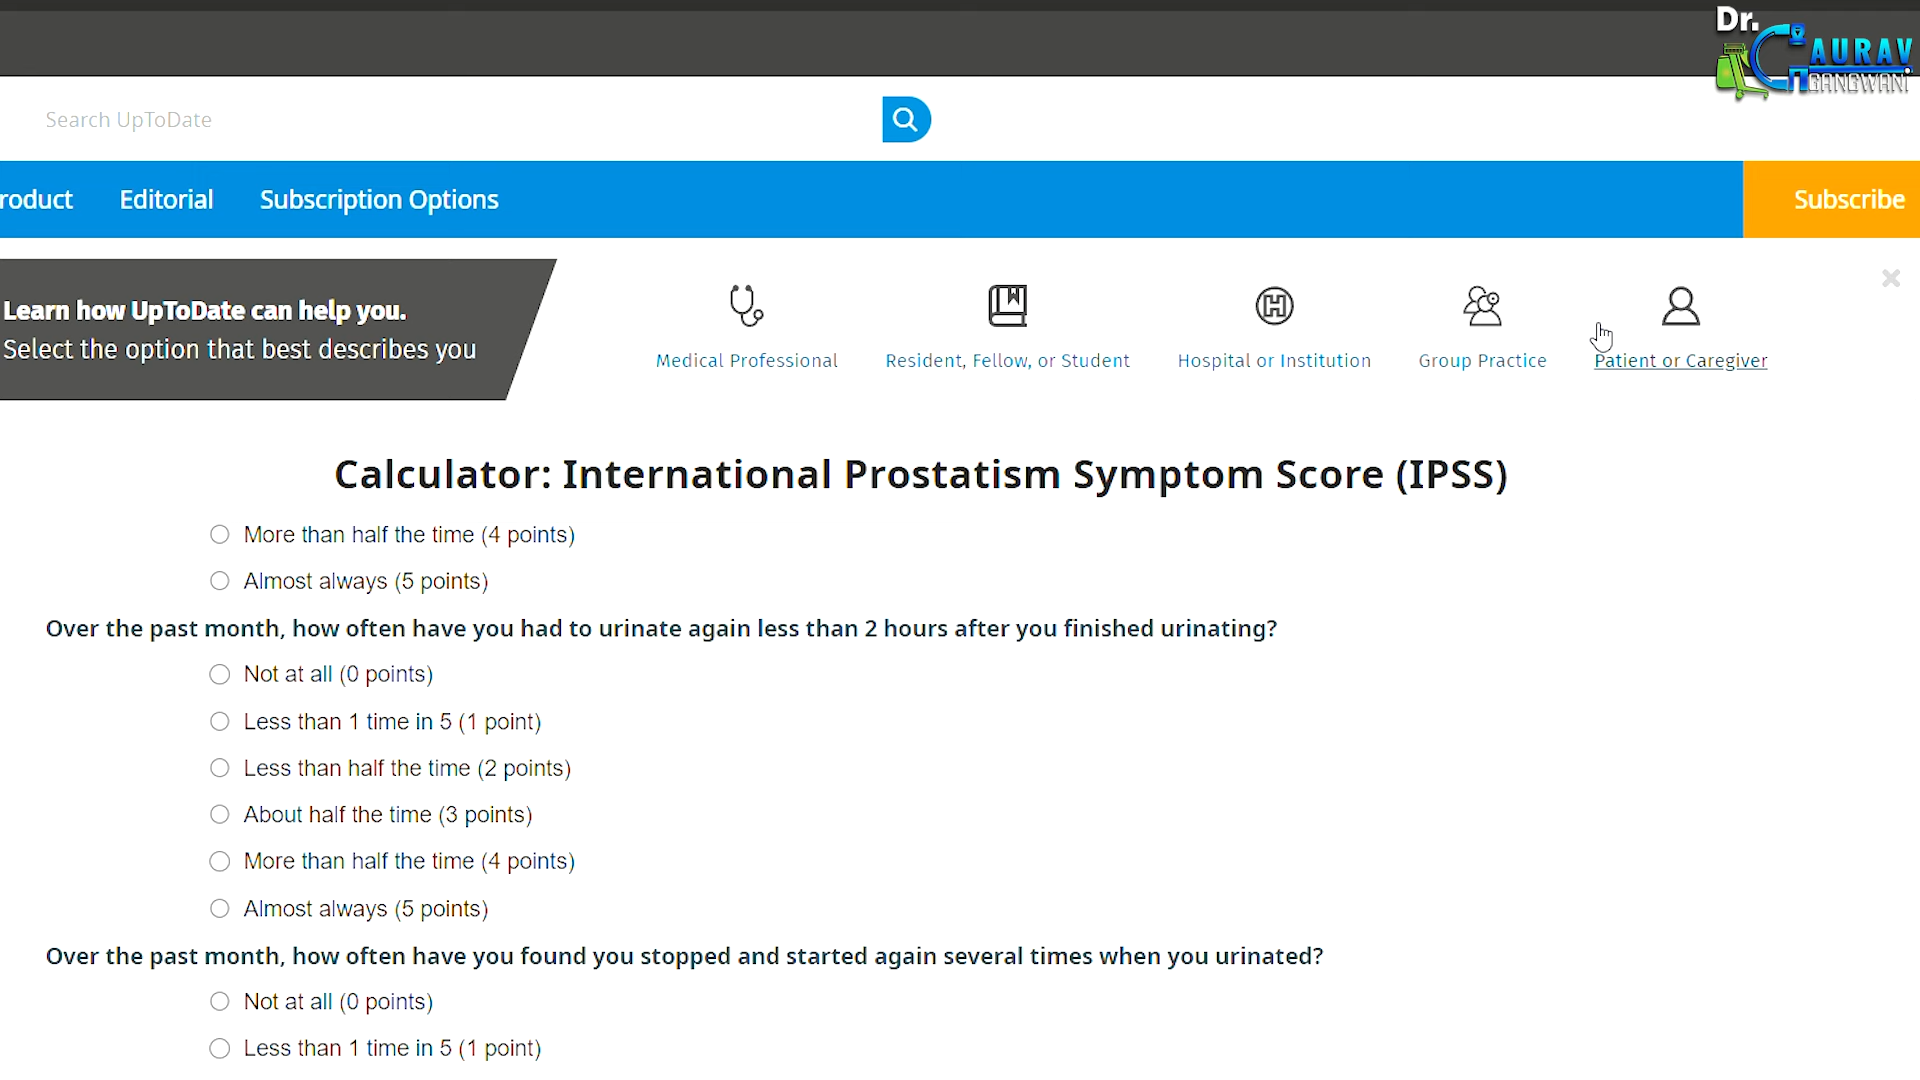 Dr.
GAURAV
GANGWANI
Search UpToDate
roduct Editorial Subscription Options Subscribe
Learn how UpToDate can help you.
Select the option that best describes you
Medical Professional Resident, Fellow, or Student Hospital or Institution Group Practice Patient or Caregiver
Calculator: International Prostatism Symptom Score (IPSS)
More than half the time (4 points)
Almost always (5 points)
Over the past month, how often have you had to urinate again less than 2 hours after you finished urinating?
Not at all (0 points)
Less than 1 time in 5 (1 point)
Less than half the time (2 points)
About half the time (3 points)
More than half the time (4 points)
Almost always (5 points)
Over the past month, how often have you found you stopped and started again several times when you urinated?
Not at all (0 points)
Less than 1 time in 5 (1 point)